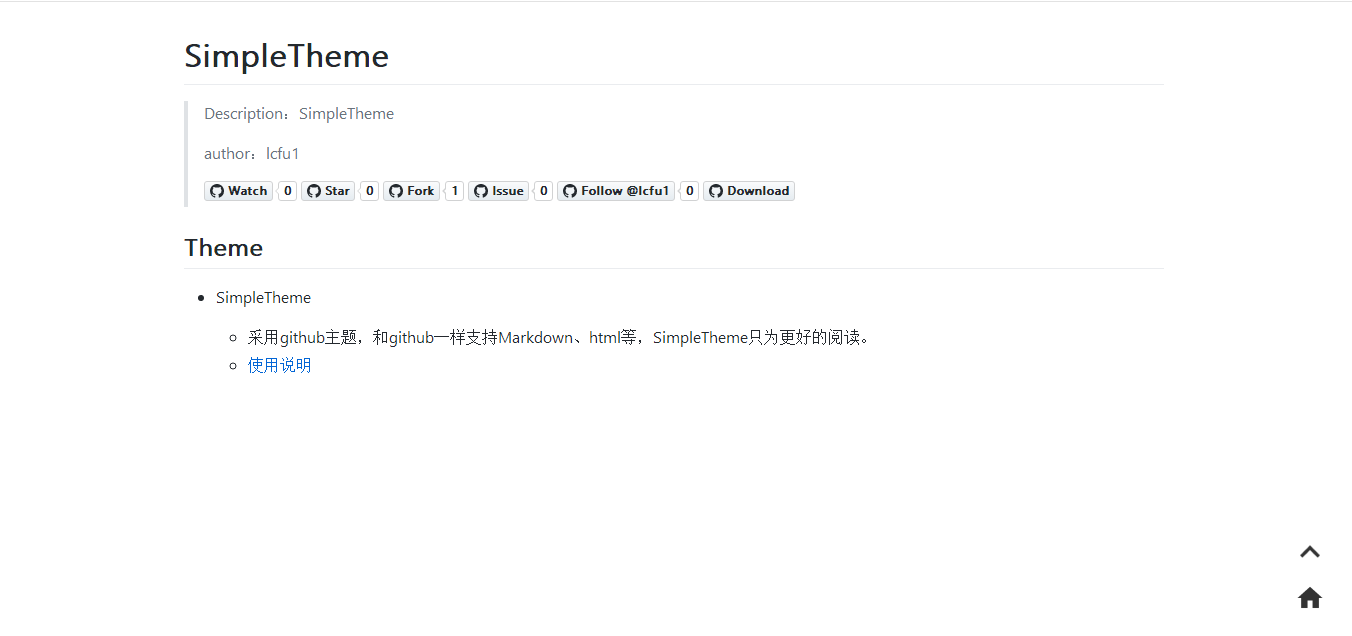 SimpleTheme
Description：SimpleTheme
author：lcfu1
Watch 0 Star 0 Fork 1 Issue 0 Follow @lcfu1 0 Download
Theme
SimpleTheme
采用github主题，和github一样支持Markdown、html等，SimpleTheme只为更好的阅读。
使用说明